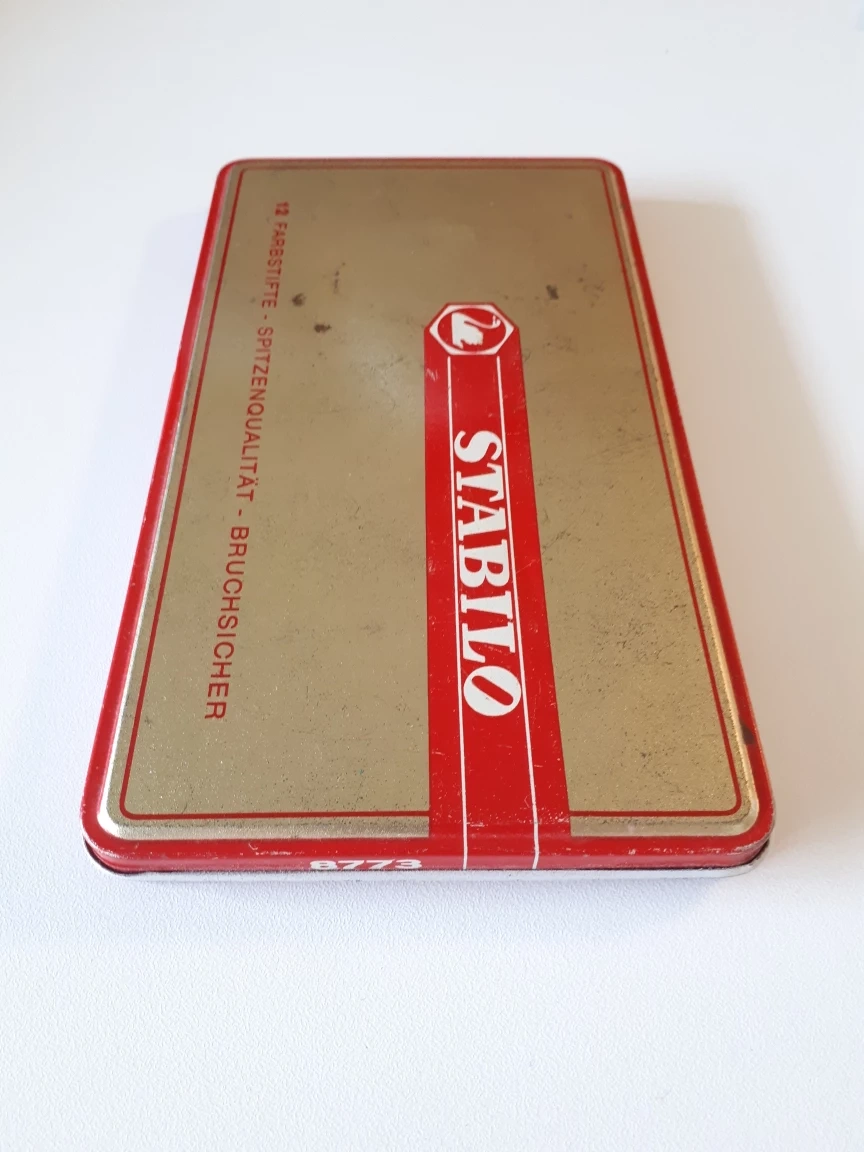 STABILO
12 FARBSTIFTE - SPITZENQUALITÄT - BRUCHSICHER
8773